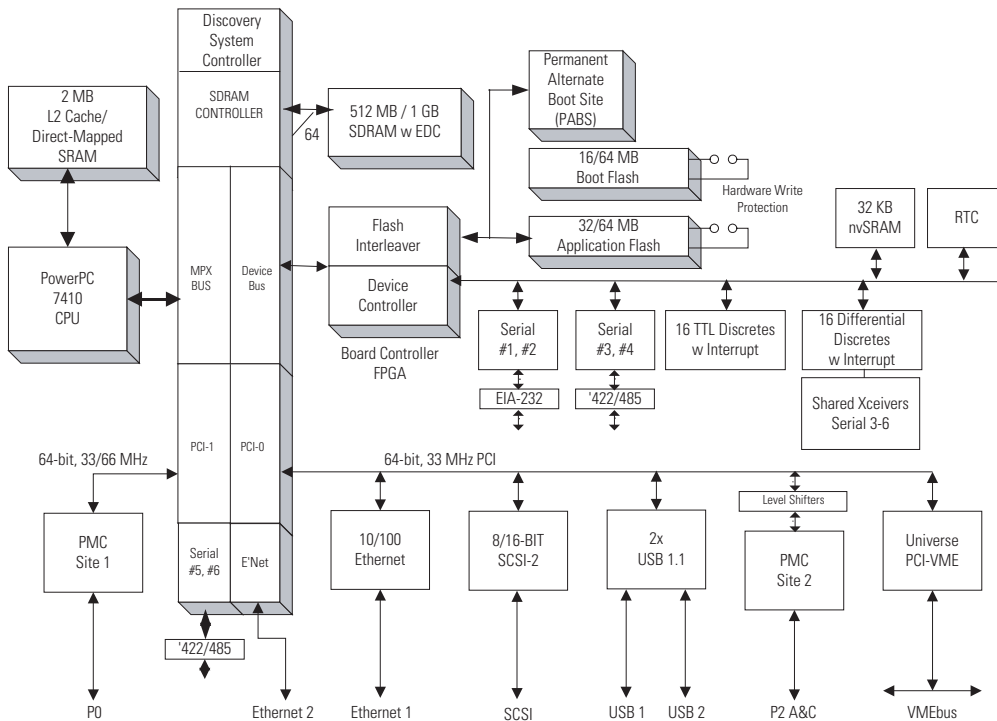 Discovery
System
Controller
SDRAM
CONTROLLER
64
2 MB
L2 Cache/
Direct-Mapped
SRAM
512 MB / 1 GB
SDRAM w EDC
Permanent
Alternate
Boot Site
(PABS)
16/64 MB
Boot Flash
Hardware Write
Protection
32/64 MB
Application Flash
32 KB
nvSRAM
RTC
PowerPC
7410
CPU
MPX
BUS
Device
Bus
Flash
Interleaver
Device
Controller
Board Controller
FPGA
Serial
#1, #2
EIA-232
Serial
#3, #4
'422/485
16 TTL Discretes
w Interrupt
16 Differential
Discretes
w Interrupt
Shared Xceivers
Serial 3-6
PCI-1
PCI-0
64-bit, 33/66 MHz
64-bit, 33 MHz PCI
PMC
Site 1
Serial
#5, #6
E'Net
10/100
Ethernet
8/16-BIT
SCSI-2
2x
USB 1.1
Level Shifters
PMC
Site 2
Universe
PCI-VME
'422/485
P0
Ethernet 2
Ethernet 1
SCSI
USB 1
USB 2
P2 A&C
VMEbus